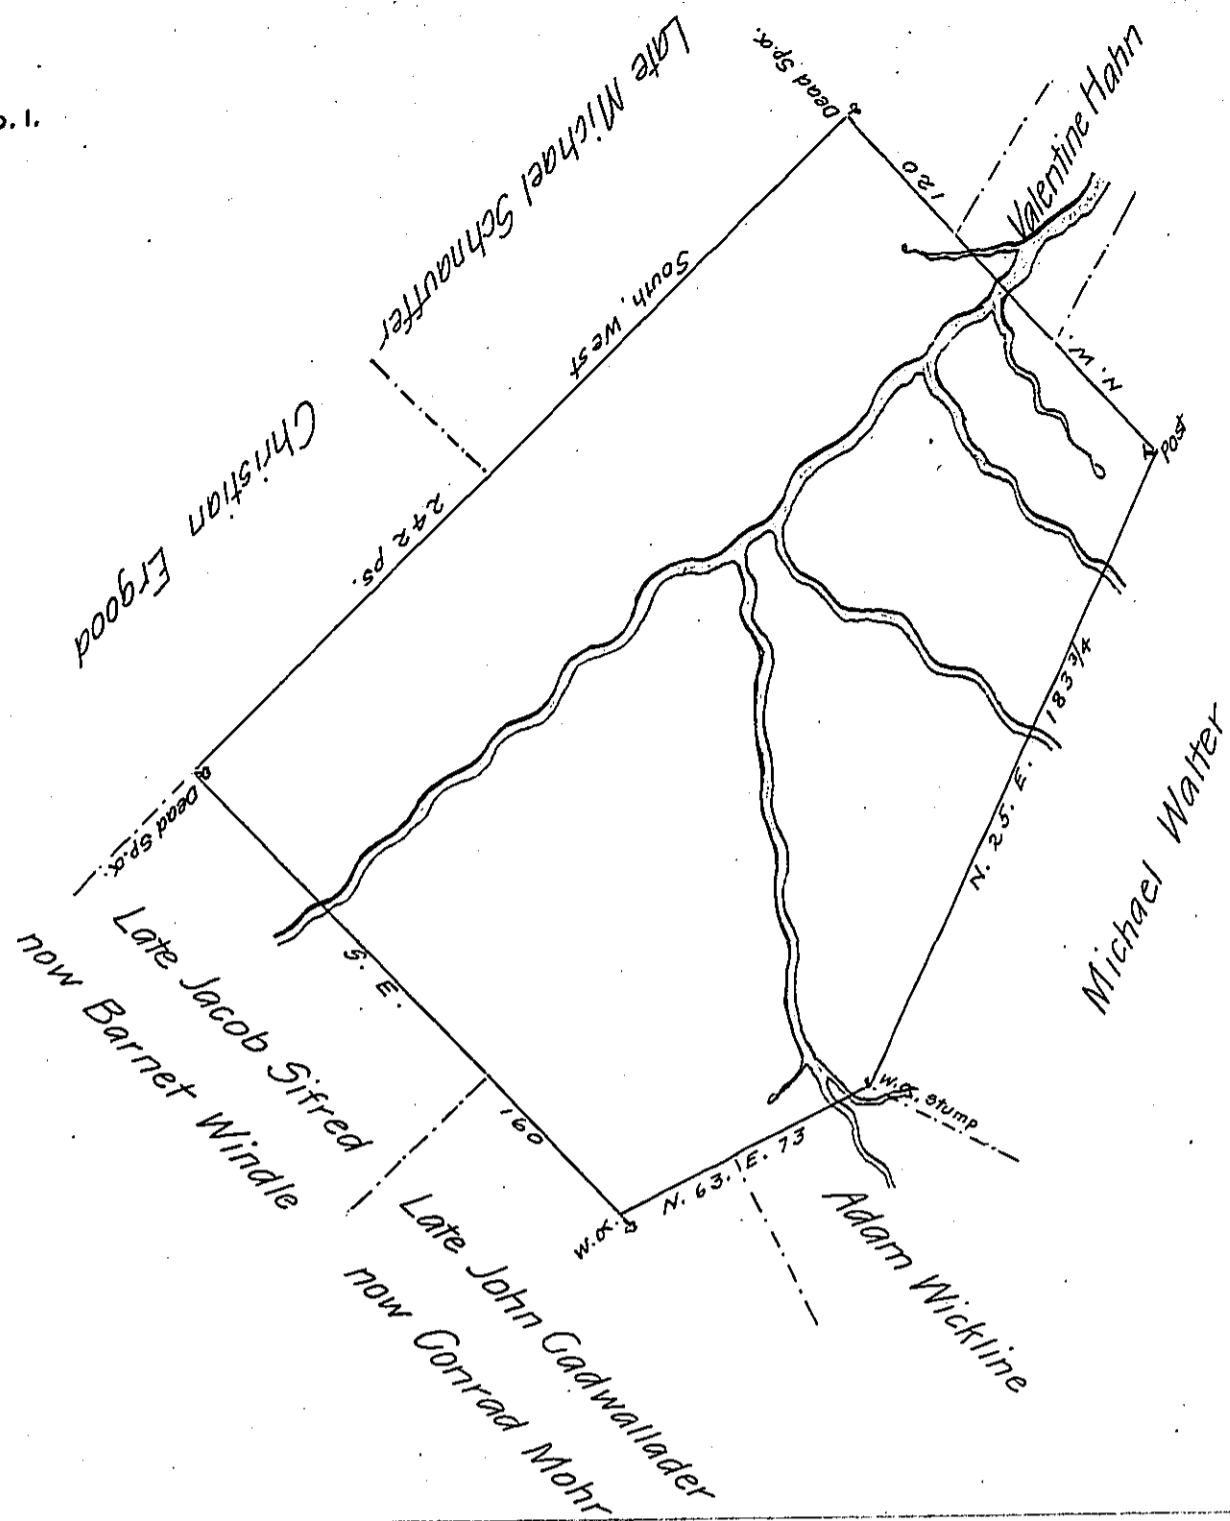 o. 1.
Late Michael Schnauffer
Dead Sp. o.
120
Valentine Hahn
South, West
N. W.
Post
Christian Ergood
242 ps.
183 3/4
N. 25. E.
Michael Walter
Dead Sp. o.
Late Jacob Sifred
now Barnet Windle
S. E.
160
W. o.
N. 63. E. 73
W. o. stump
Adam Wickline
Late John Cadwallader
now Conrad Mohr